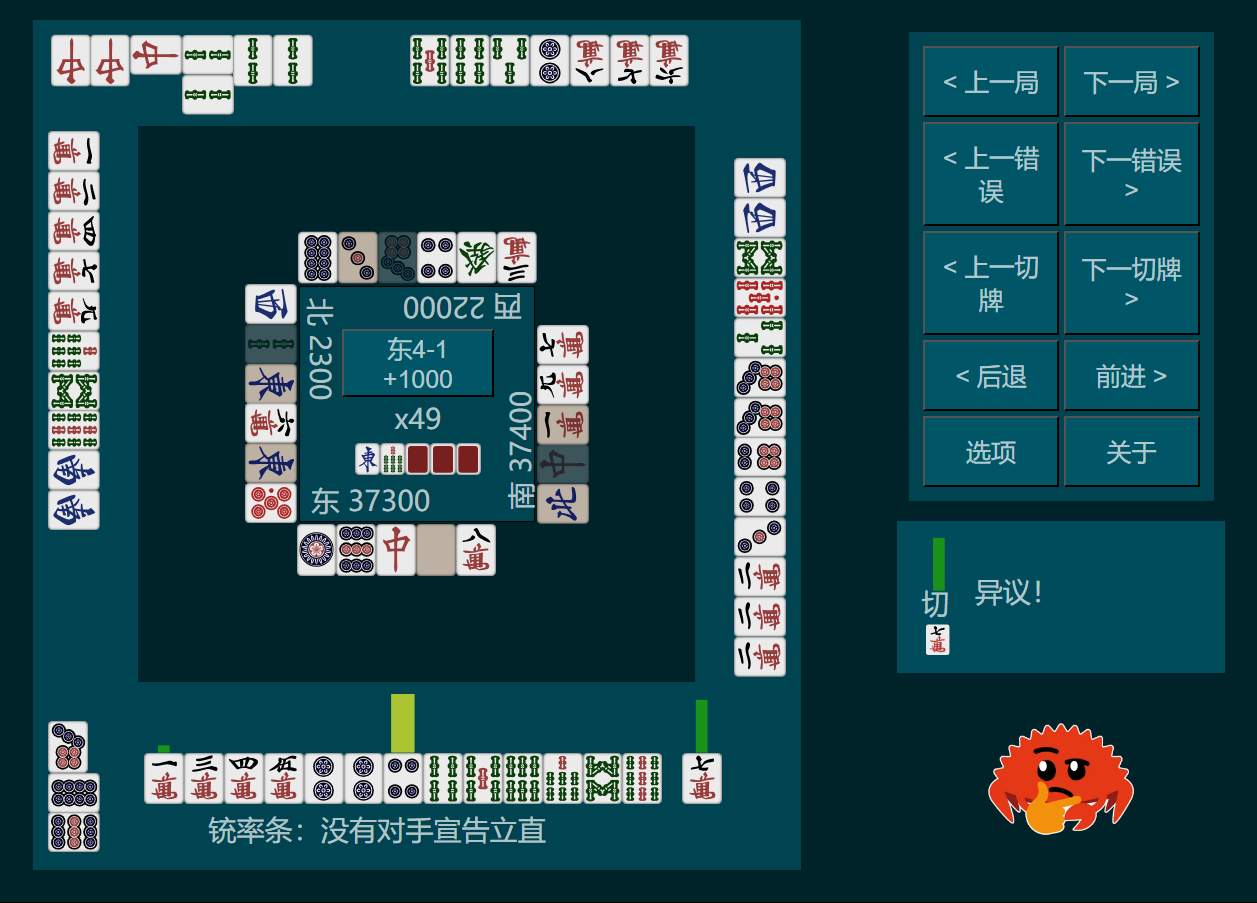 < 上一局
下一局 >
< 上一错
误
下一错误
>
< 上一切
牌
下一切牌
>
< 后退
前进 >
选项
关于
西 22000
北 2300
东4-1
+1000
x49
南 37400
东 37300
切
异议！
铳率条：没有对手宣告立直